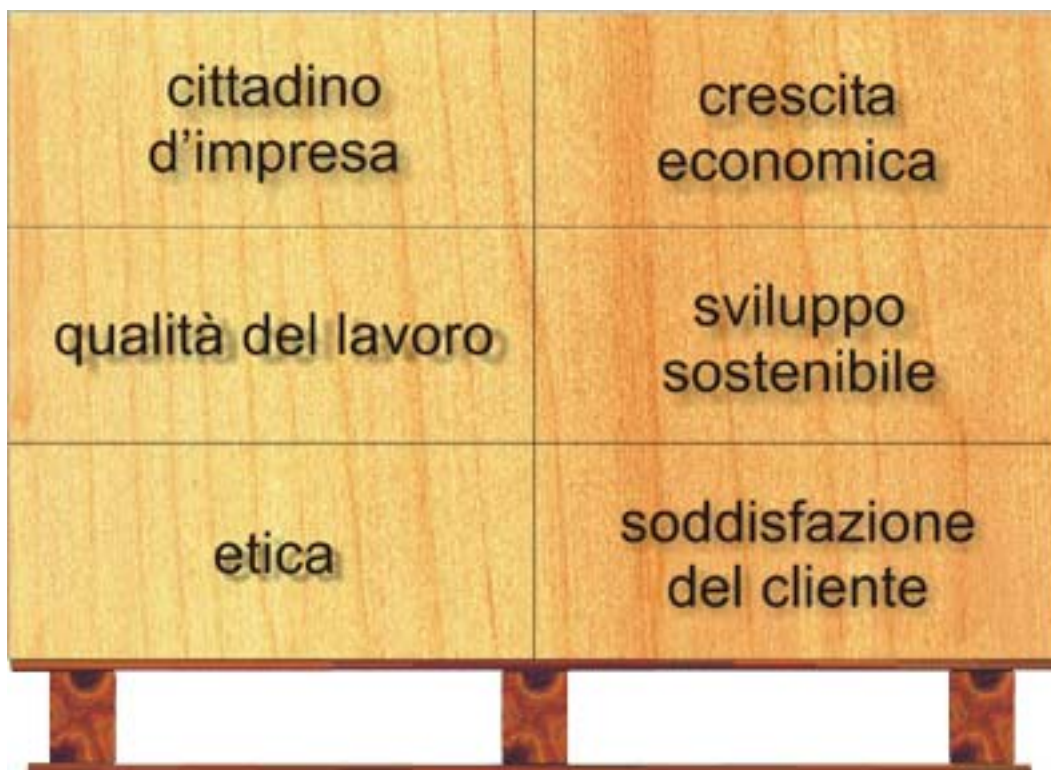 cittadino
d'impresa
crescita
economica
qualità del lavoro
sviluppo
sostenibile
etica
soddisfazione
del cliente